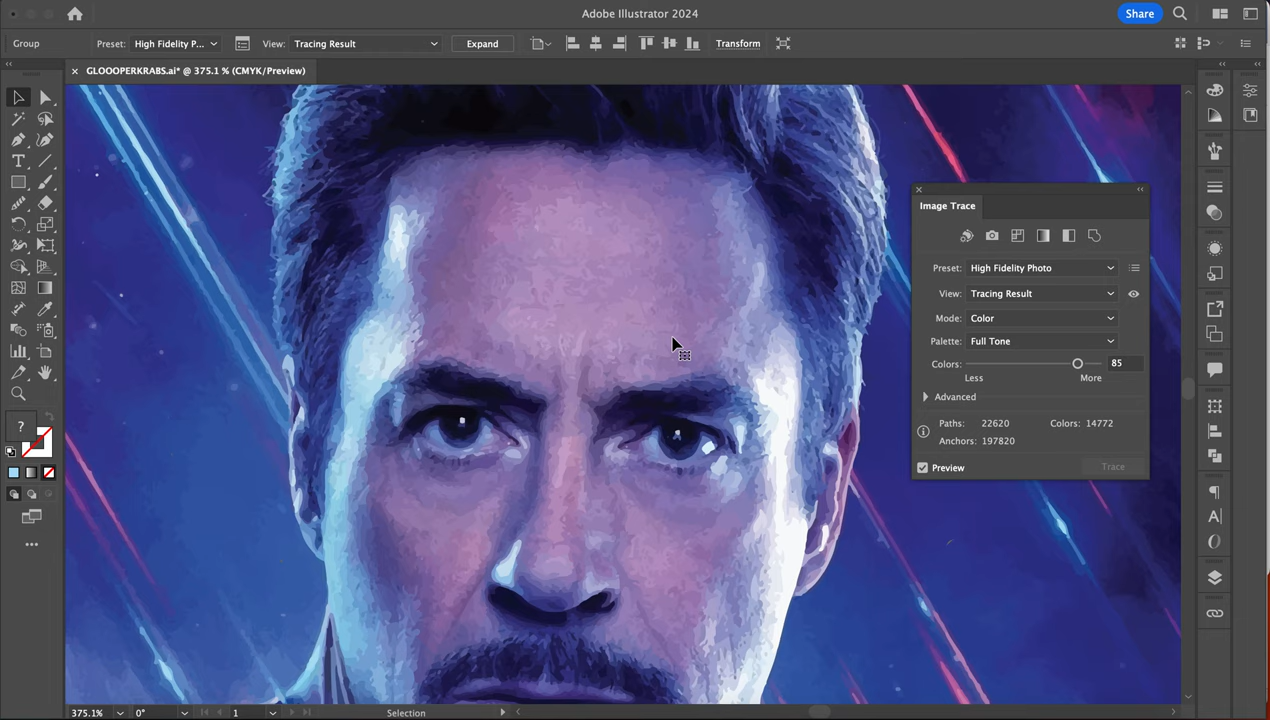 Adobe Illustrator 2024
Share
Group
Preset: High Fidelity P...
View: Tracing Result
Expand
Transform
× GLOOOPERKRABS.ai* @ 375.1 % (CMYK/Preview)
Image Trace
Preset: High Fidelity Photo
View: Tracing Result
Mode: Color
Palette: Full Tone
Colors: 85
Less More
Advanced
Paths: 22620 Colors: 14772
Anchors: 197820
Preview
Trace
?
375.1% 0° 1 Selection